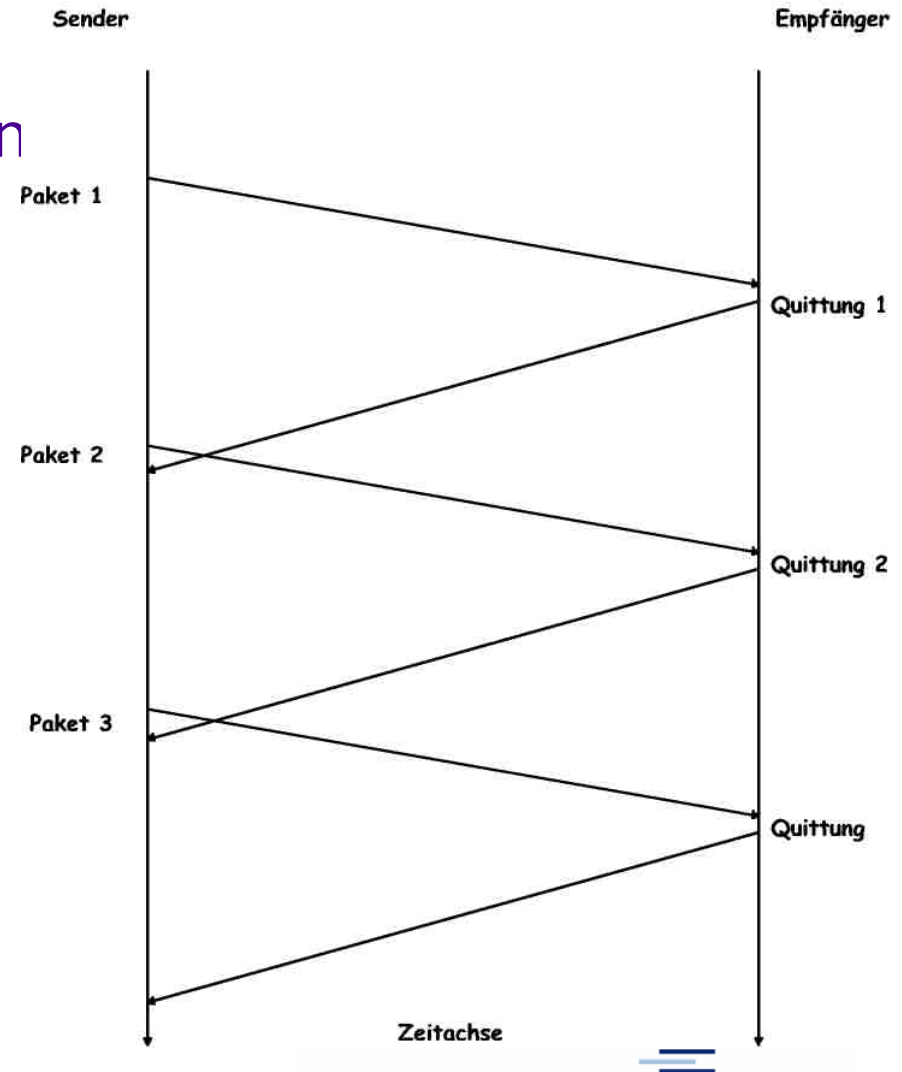 Sender
Empfänger
n
Paket 1
Quittung 1
Paket 2
Quittung 2
Paket 3
Quittung
Zeitachse